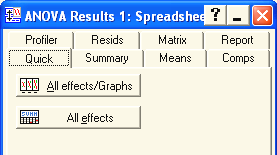 ANOVA Results 1: Spreadshee
Profiler Resids Matrix Report
Quick Summary Means Comps
All effects/Graphs
All effects